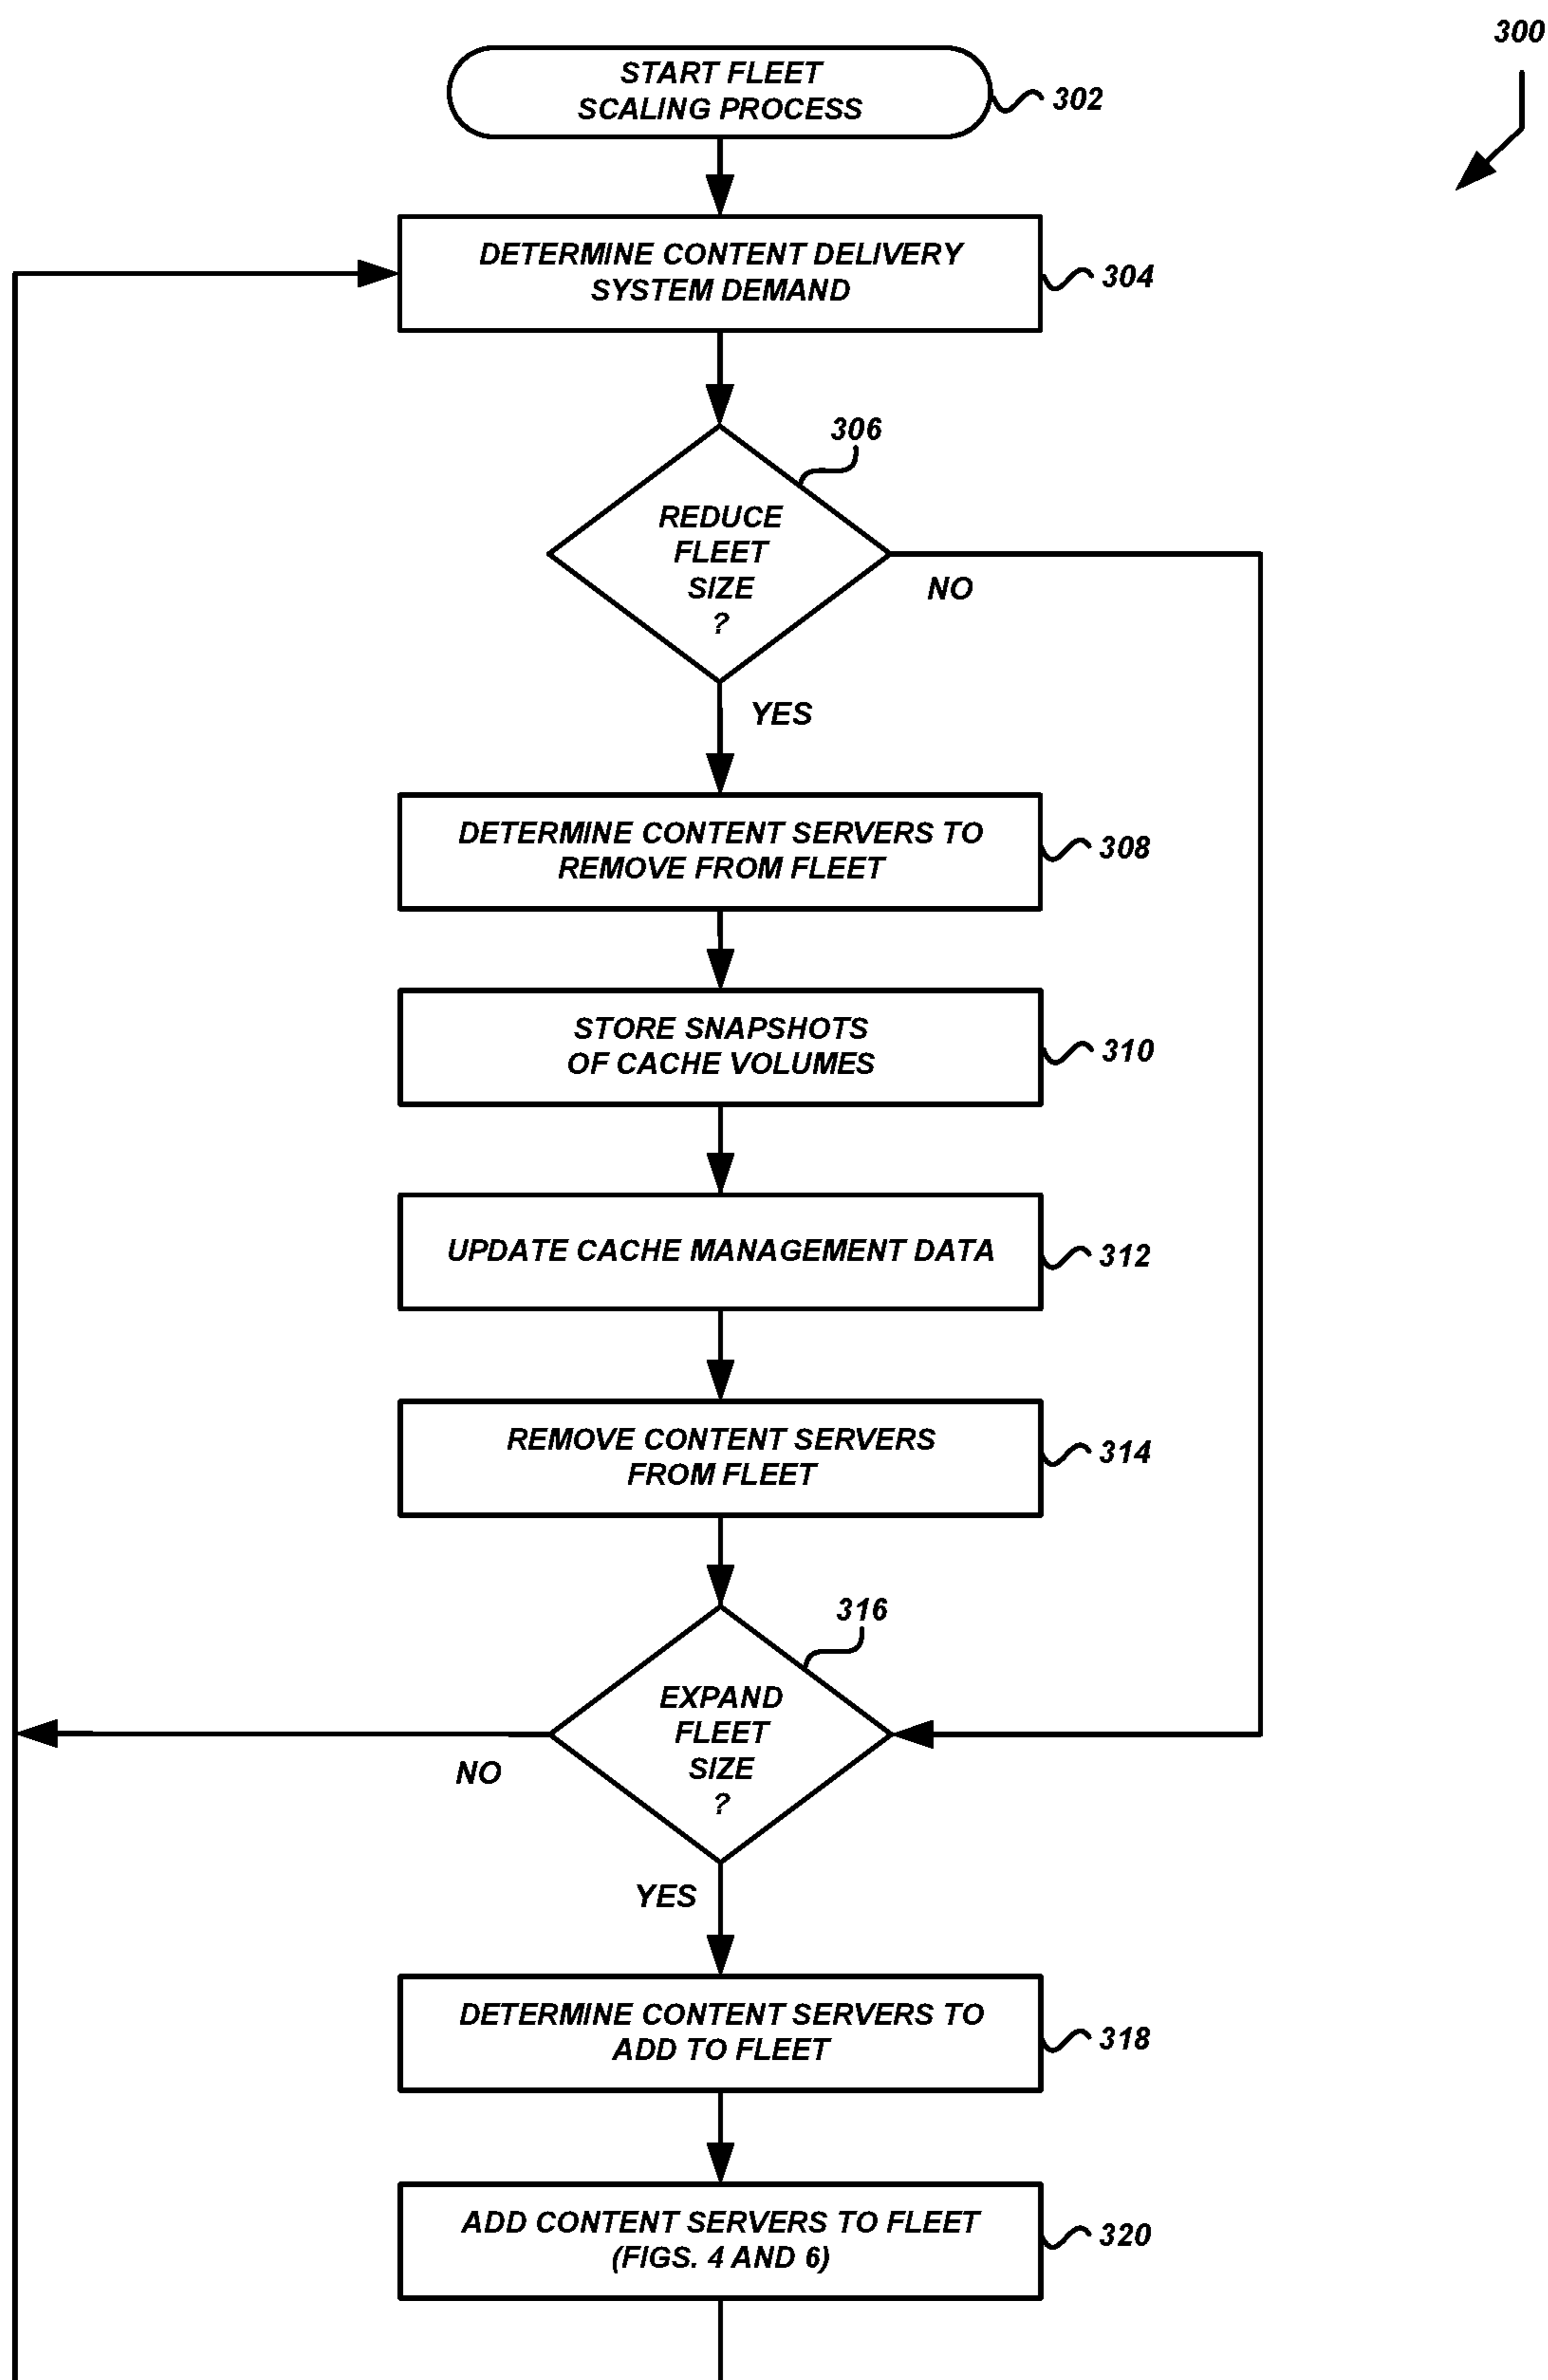 300
START FLEET
SCALING PROCESS
302
DETERMINE CONTENT DELIVERY
SYSTEM DEMAND
304
306
REDUCE
FLEET
SIZE
?
NO
YES
DETERMINE CONTENT SERVERS TO
REMOVE FROM FLEET
308
STORE SNAPSHOTS
OF CACHE VOLUMES
310
UPDATE CACHE MANAGEMENT DATA
312
REMOVE CONTENT SERVERS
FROM FLEET
314
316
EXPAND
FLEET
SIZE
?
NO
YES
DETERMINE CONTENT SERVERS TO
ADD TO FLEET
318
ADD CONTENT SERVERS TO FLEET
(FIGS. 4 AND 6)
320